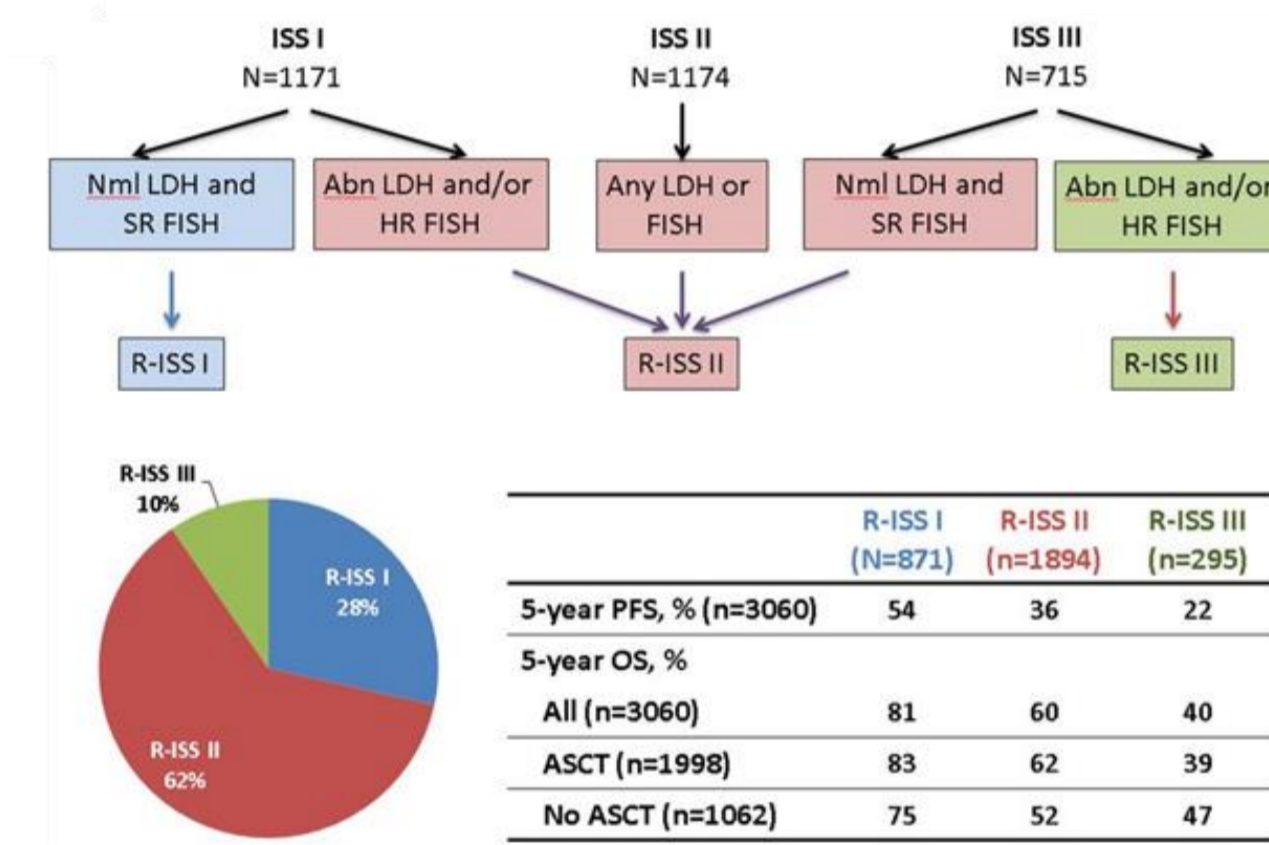 ISS I
N=1171
ISS II
N=1174
ISS III
N=715
Nml LDH and
SR FISH
Abn LDH and/or
HR FISH
Any LDH or
FISH
Nml LDH and
SR FISH
Abn LDH and/or
HR FISH
R-ISS I
R-ISS II
R-ISS III
R-ISS III
10%
R-ISS I
28%
R-ISS II
62%
R-ISS I R-ISS II R-ISS III
(N=871) (n=1894) (n=295)
5-year PFS, % (n=3060) 54 36 22
5-year OS, %
All (n=3060) 81 60 40
ASCT (n=1998) 83 62 39
No ASCT (n=1062) 75 52 47